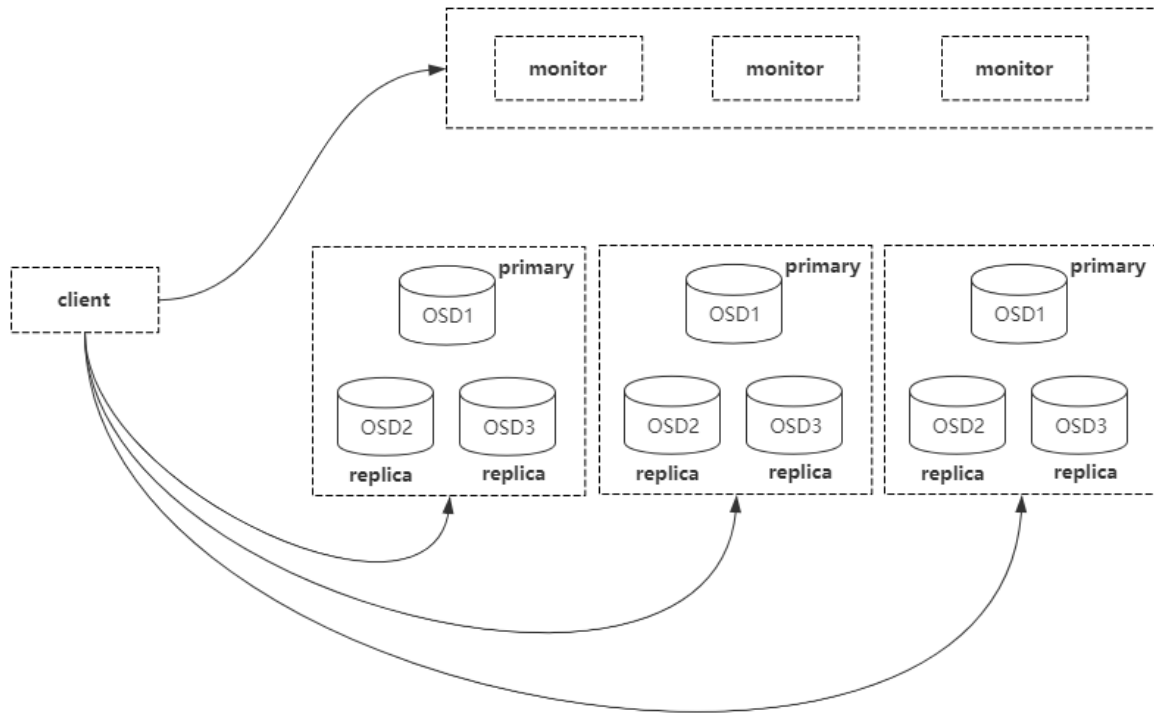 monitor monitor monitor
client
primary primary primary
OSD1 OSD1 OSD1
OSD2 OSD3 OSD2 OSD3 OSD2 OSD3
replica replica replica replica replica replica